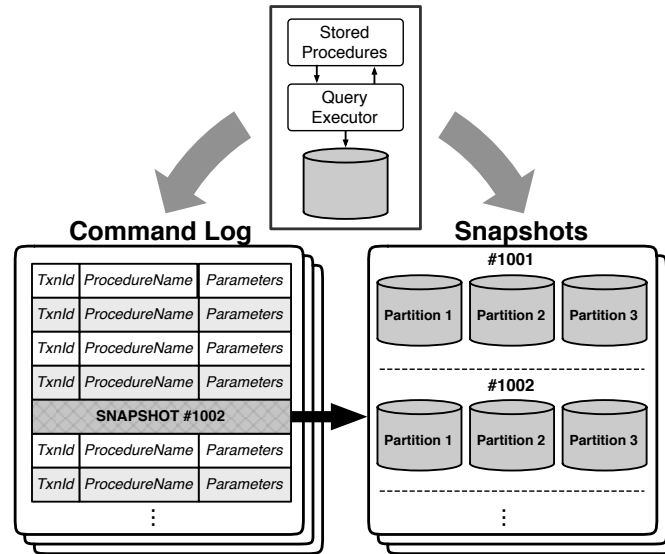 Stored
Procedures
Query
Executor
Command Log
TxnId ProcedureName Parameters
TxnId ProcedureName Parameters
TxnId ProcedureName Parameters
TxnId ProcedureName Parameters
SNAPSHOT #1002
TxnId ProcedureName Parameters
TxnId ProcedureName Parameters
⋮
Snapshots
#1001
Partition 1 Partition 2 Partition 3
#1002
Partition 1 Partition 2 Partition 3
⋮